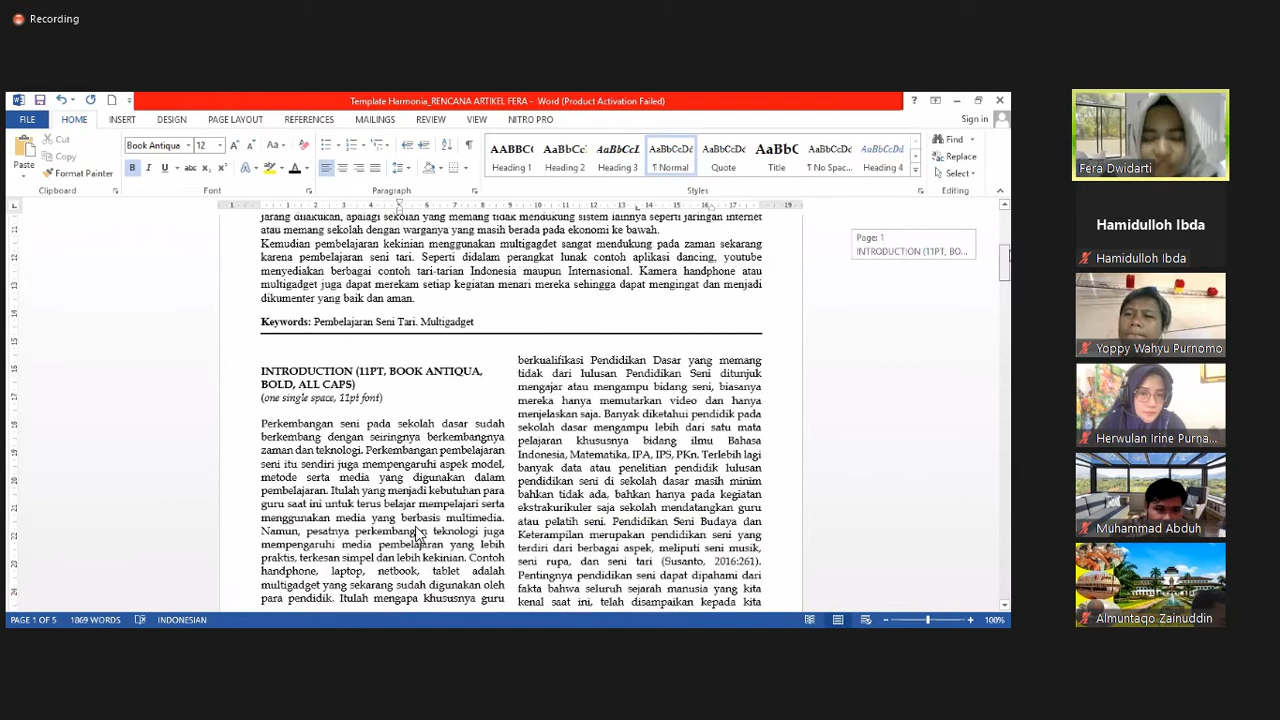 Recording
Template Harmonia_RENCANA ARTIKEL FERA - Word (Product Activation Failed)
FILE HOME INSERT DESIGN PAGE LAYOUT REFERENCES MAILINGS REVIEW VIEW NITRO PRO Sign in
Paste
Cut
Copy
Format Painter
Clipboard
Book Antiqua 12
Font
Paragraph
AABBC( AaBbCc AaBbCcL AaBbCcDc AaBbCcDd AaBbC AaBbCcDc AaBbCcDd
Heading 1 Heading 2 Heading 3 ¶ Normal Quote Title ¶ No Spac... Heading 4
Styles
Find
Replace
Select
Editing
jarang dilakukan, apalagi sekolah yang memang tidak menduking sistem lainnya seperti jaringan internet
atau memang sekolah dengan warganya yang masih berada pada ekonomi ke bawah.
Kemudian pembelajaran kekinian menggunakan multigagdet sangat mendukung pada zaman sekarang
karena pembelajaran seni tari. Seperti didalam perangkat lunak contoh aplikasi dancing, youtube
menyediakan berbagai contoh tari-tarian Indonesia maupun Internasional. Kamera handphone atau
multigadget juga dapat merekam setiap kegiatan menari mereka sehingga dapat mengingat dan menjadi
dikumenter yang baik dan aman.
Keywords: Pembelajaran Seni Tari. Multigadget
INTRODUCTION (11PT, BOOK ANTIQUA,
BOLD, ALL CAPS)
(one single space, 11pt font)
Perkembangan seni pada sekolah dasar sudah
berkembang dengan seiringnya berkembangnya
zaman dan teknologi. Perkembangan pembelajaran
seni itu sendiri juga mempengaruhi aspek model,
metode serta media yang digunakan dalam
pembelajaran. Itulah yang menjadi kebutuhan para
guru saat ini untuk terus belajar mempelajari serta
menggunakan media yang berbasis multimedia.
Namun, pesatnya perkembangan teknologi juga
mempengaruhi media pembelajaran yang lebih
praktis, terkesan simpel dan lebih kekinian. Contoh
handphone, laptop, netbook, tablet adalah
multigadget yang sekarang sudah digunakan oleh
para pendidik. Itulah mengapa khususnya guru
berkualifikasi Pendidikan Dasar yang memang
tidak dari lulusan Pendidikan Seni ditunjuk
mengajar atau mengampu bidang seni, biasanya
mereka hanya memutarkan video dan hanya
menjelaskan saja. Banyak diketahui pendidik pada
sekolah dasar mengampu lebih dari satu mata
pelajaran khususnya bidang ilmu Bahasa
Indonesia, Matematika, IPA, IPS, PKn. Terlebih lagi
banyak data atau penelitian pendidik lulusan
pendidikan seni di sekolah dasar masih minim
bahkan tidak ada, bahkan hanya pada kegiatan
ekstrakurikuler saja sekolah mendatangkan guru
atau pelatih seni. Pendidikan Seni Budaya dan
Keterampilan merupakan pendidikan seni yang
terdiri dari berbagai aspek, meliputi seni musik,
seni rupa, dan seni tari (Susanto, 2016:261).
Pentingnya pendidikan seni dapat dipahami dari
fakta bahwa seluruh sejarah manusia yang kita
kenal saat ini, telah disampaikan kepada kita
Page: 1
INTRODUCTION (11PT, BO...
PAGE 1 OF 5 1869 WORDS INDONESIAN 100%
Fera Dwidarti
Hamidulloh Ibda
Hamidulloh Ibda
Yoppy Wahyu Purnomo
Herwulan Irine Purna...
Muhammad Abduh
Almuntaqo Zainuddin